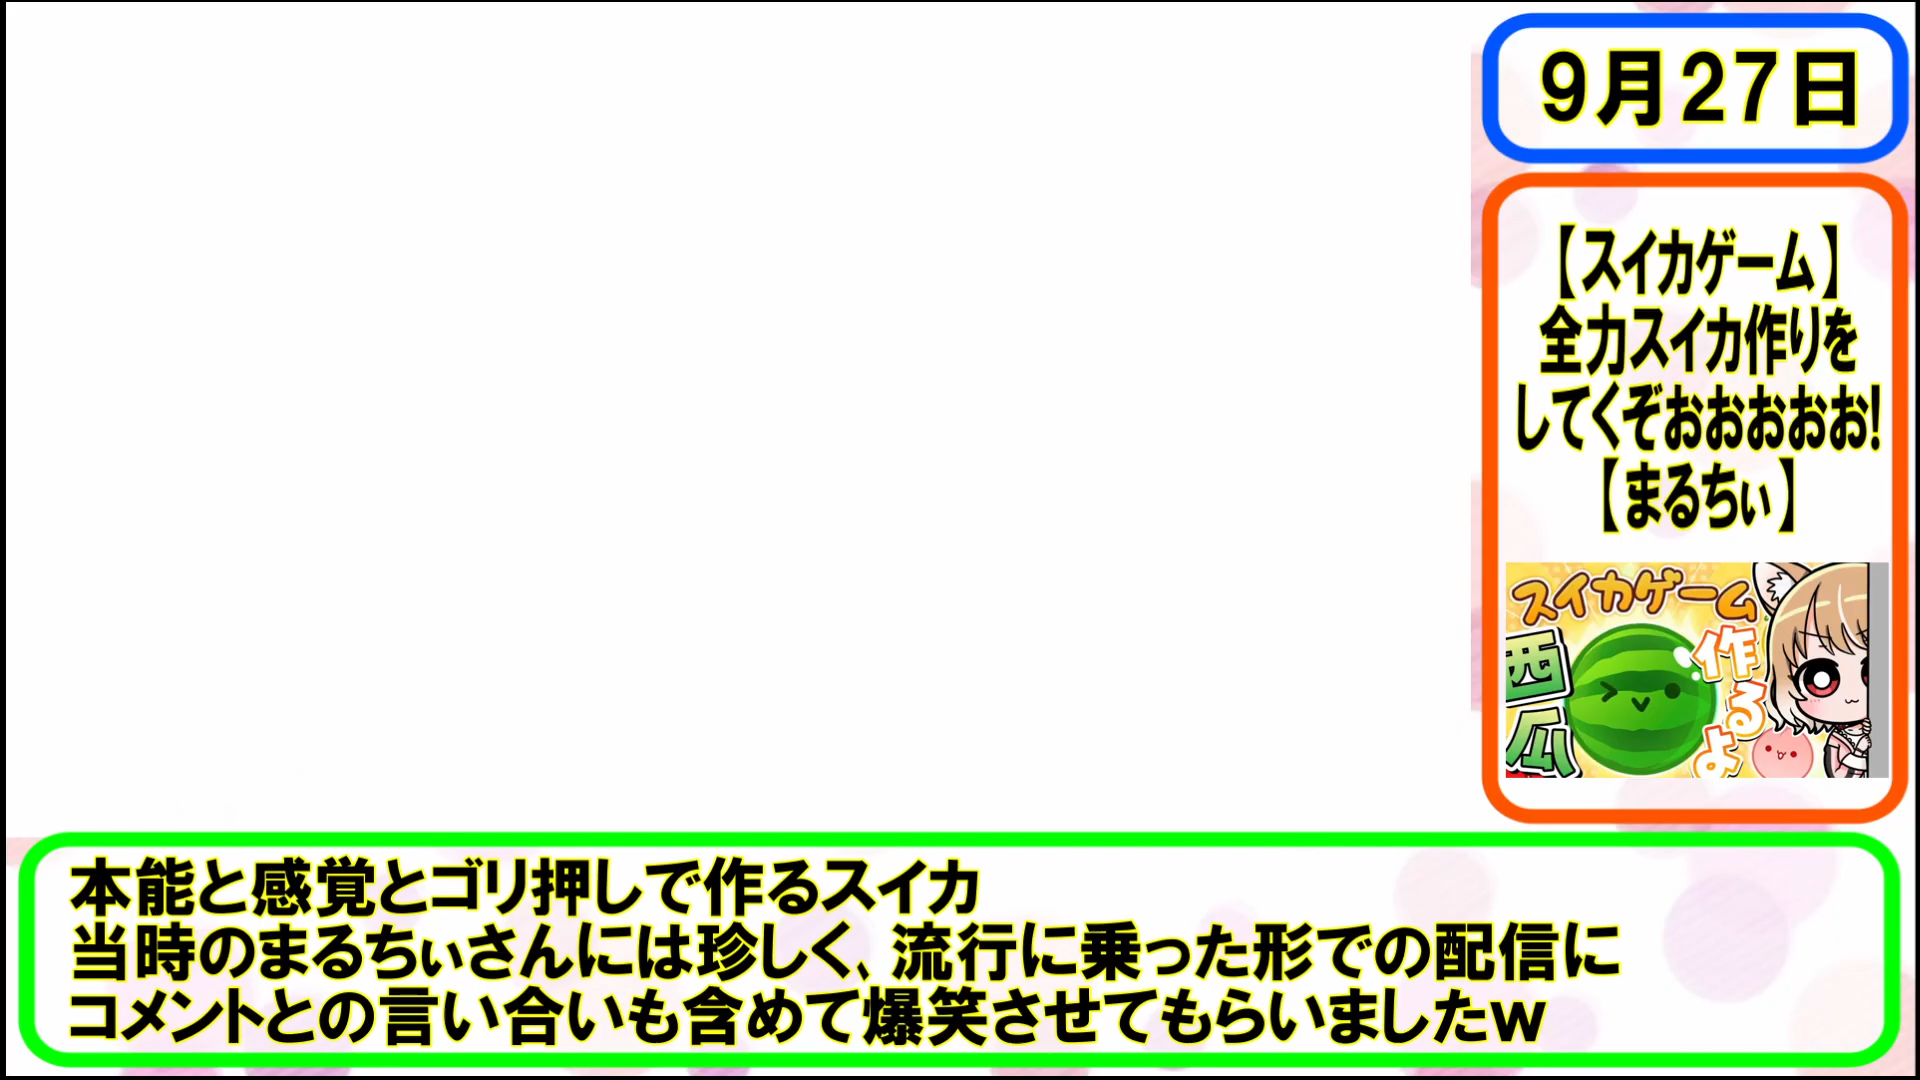 9月27日
【スイカゲーム】
全力スイカ作りを
してくぞぉぉぉぉぉ!
【まるちぃ】
スイカゲーム
西瓜
作るよ
本能と感覚とゴリ押しで作るスイカ
当時のまるちぃさんには珍しく、流行に乗った形での配信に
コメントとの言い合いも含めて爆笑させてもらいましたw